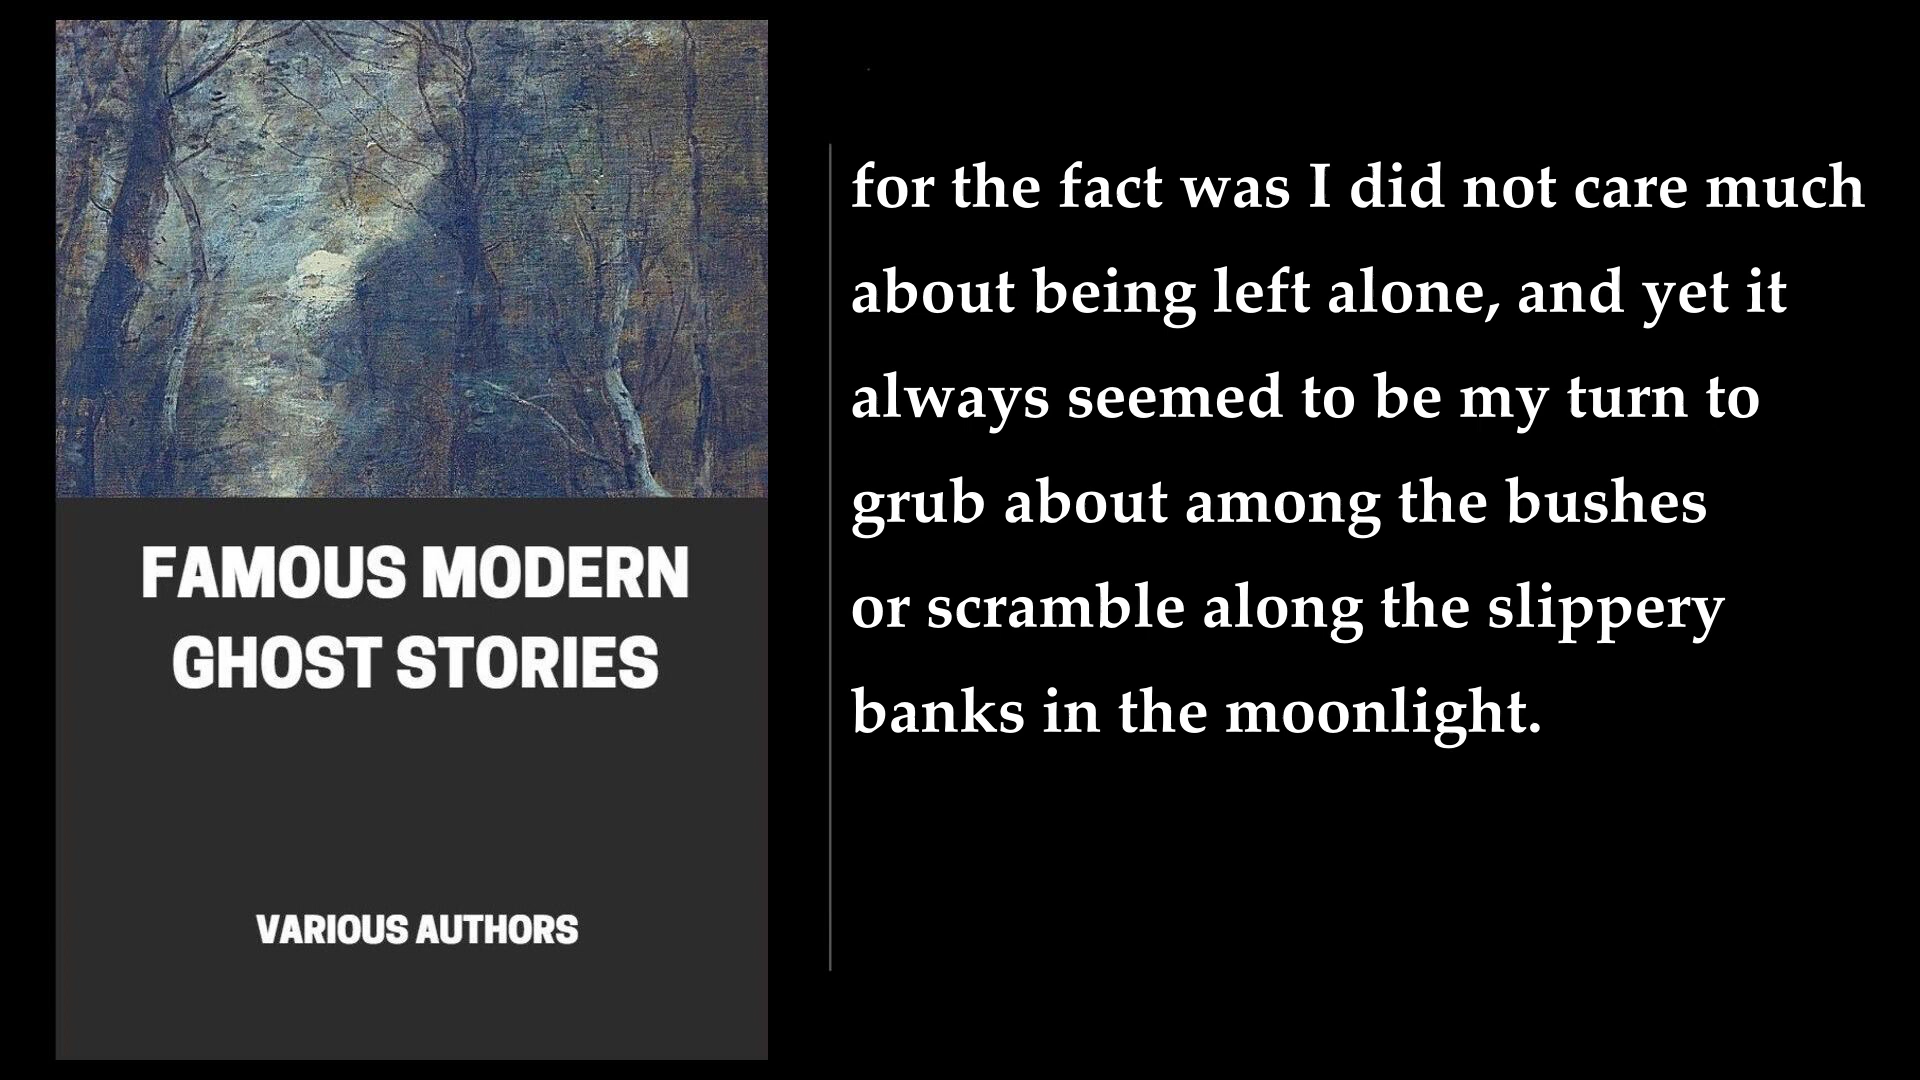 FAMOUS MODERN
GHOST STORIES
VARIOUS AUTHORS
for the fact was I did not care much
about being left alone, and yet it
always seemed to be my turn to
grub about among the bushes
or scramble along the slippery
banks in the moonlight.